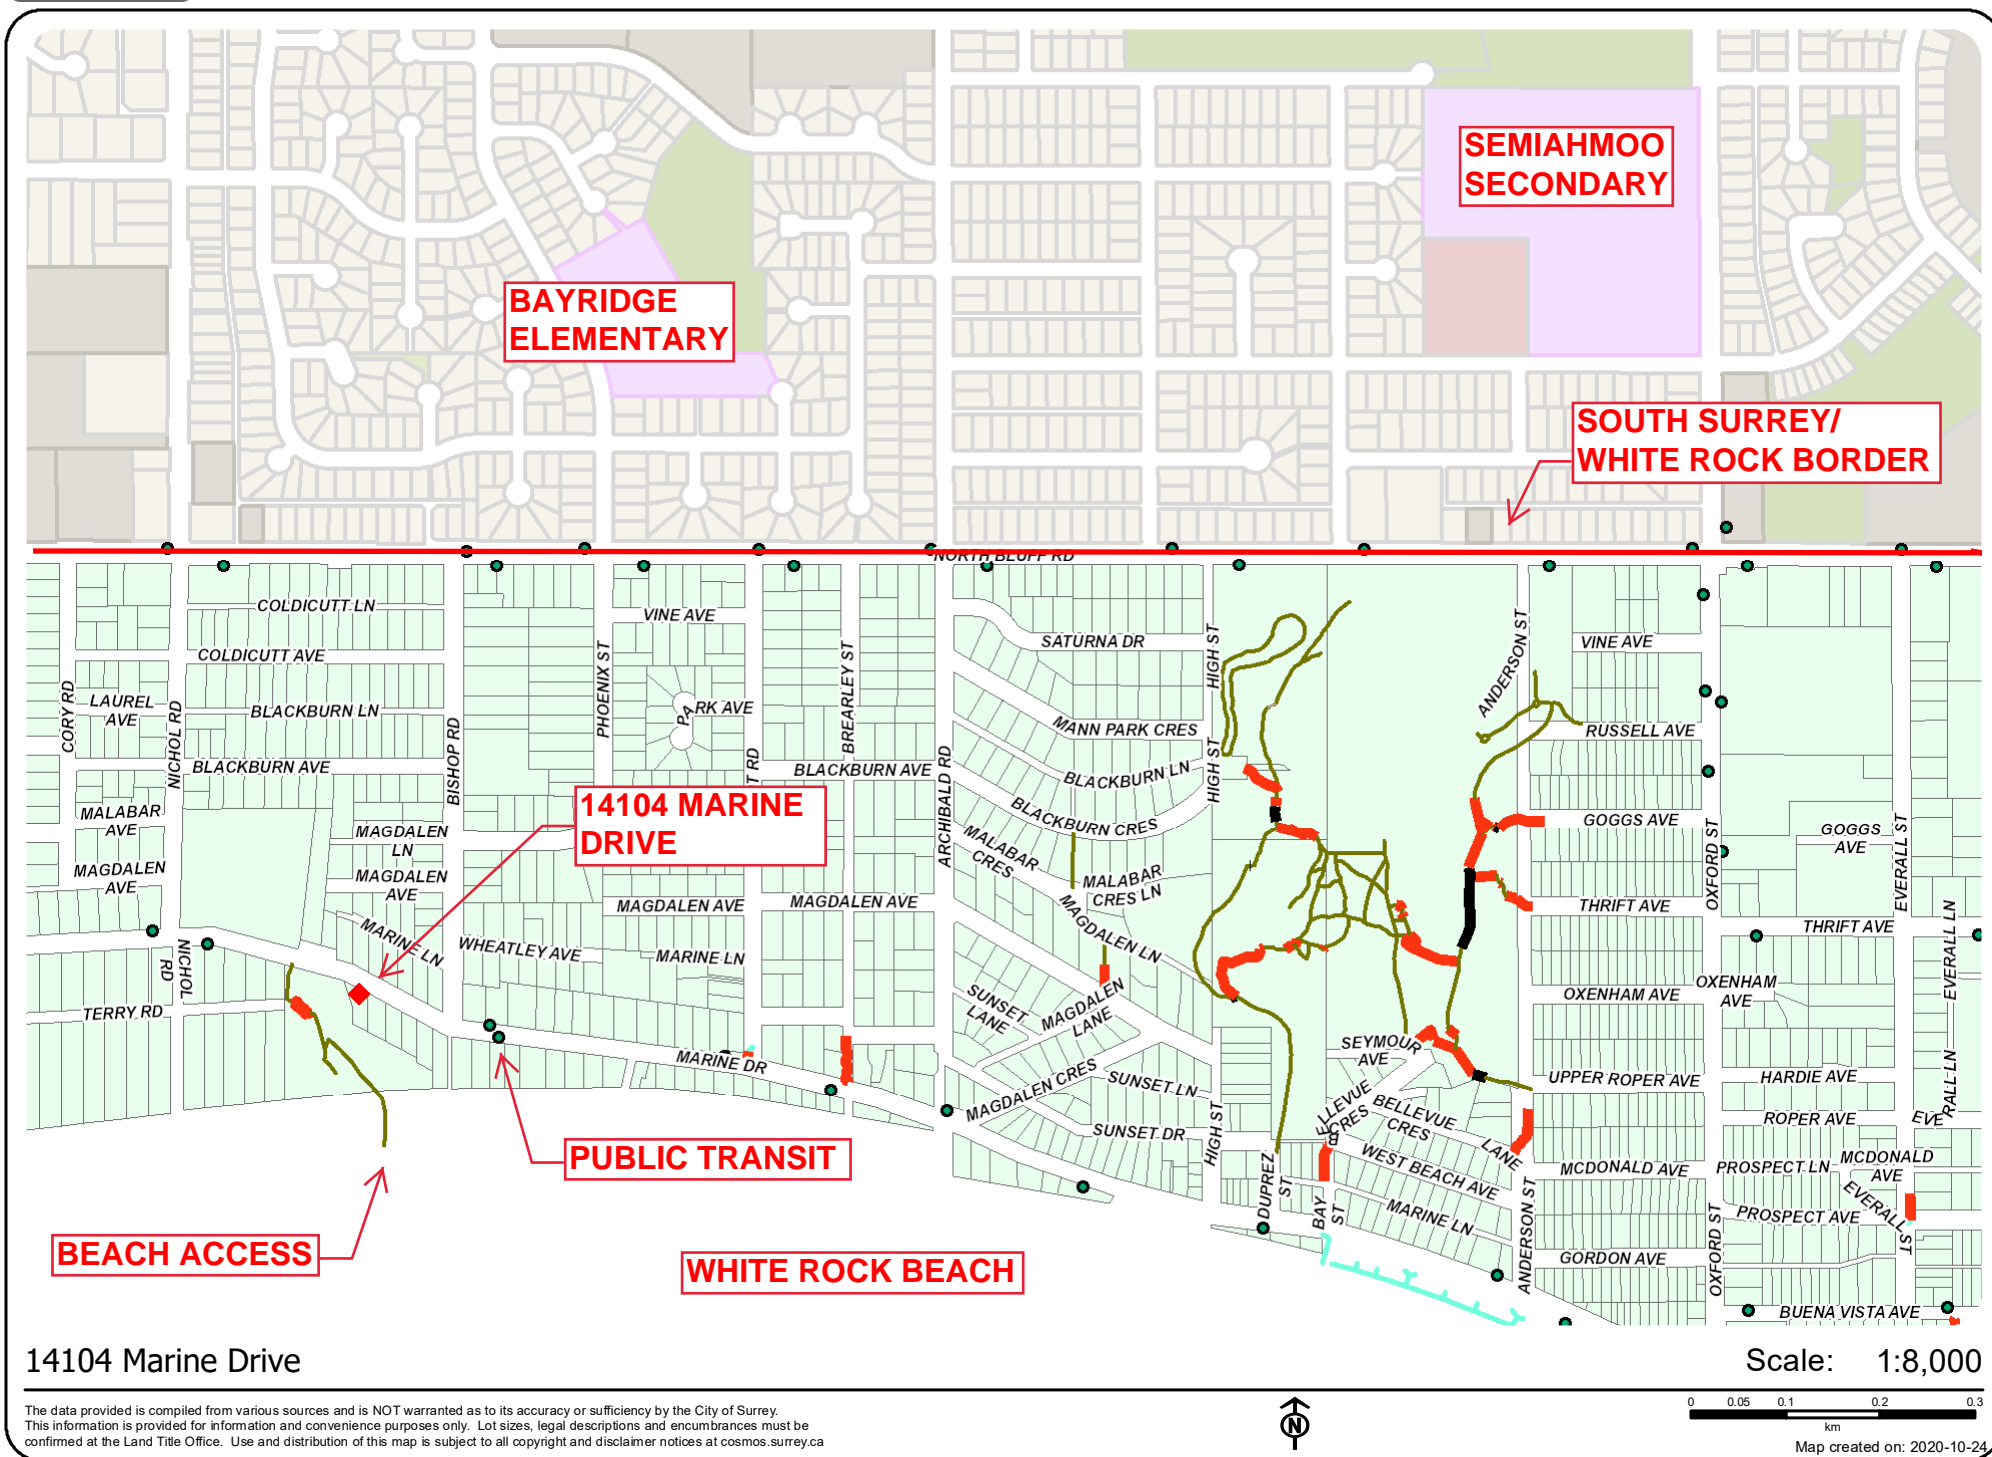 SEMIAHMOO
SECONDARY
BAYRIDGE
ELEMENTARY
SOUTH SURREY/
WHITE ROCK BORDER
NORTH BLUFF RD
COLDICUTT LN
VINE AVE
SATURNA DR
HIGH ST
ANDERSON ST
VINE AVE
COLDICUTT AVE
PHOENIX ST
BREARLEY ST
CORY RD
LAUREL
AVE
NICHOL RD
BLACKBURN LN
PARK AVE
BISHOP RD
MANN PARK CRES
RUSSELL AVE
BLACKBURN AVE
T RD
BLACKBURN AVE
ARCHIBALD RD
BLACKBURN LN
HIGH ST
14104 MARINE
DRIVE
MALABAR
AVE
MAGDALEN
LN
BLACKBURN CRES
GOGGS AVE
GOGGS
AVE
OXFORD ST
EVERALL ST
MALABAR
CRES
MAGDALEN
AVE
MAGDALEN
AVE
MALABAR
CRES LN
MAGDALEN AVE
MAGDALEN AVE
THRIFT AVE
THRIFT AVE
MARINE LN
WHEATLEY AVE
MARINE LN
MAGDALEN LN
EVERALL LN
NICHOL
RD
TERRY RD
SUNSET
LANE
MAGDALEN
LANE
OXENHAM AVE
OXENHAM
AVE
MARINE DR
SEYMOUR
AVE
MAGDALEN CRES
SUNSET LN
UPPER ROPER AVE
HARDIE AVE
RALL LN
EVE
ELLEVUE
CRES
B
BELLEVUE
CRES
ROPER AVE
SUNSET DR
HIGH ST
LANE
PUBLIC TRANSIT
WEST BEACH AVE
MCDONALD AVE
PROSPECT LN
MCDONALD
AVE
DUPREZ
ST
BAY
ST
MARINE LN
ANDERSON ST
OXFORD ST
PROSPECT AVE
EVERALL ST
BEACH ACCESS
WHITE ROCK BEACH
GORDON AVE
BUENA VISTA AVE
14104 Marine Drive
Scale: 1:8,000
The data provided is compiled from various sources and is NOT warranted as to its accuracy or sufficiency by the City of Surrey.
This information is provided for information and convenience purposes only. Lot sizes, legal descriptions and encumbrances must be
confirmed at the Land Title Office. Use and distribution of this map is subject to all copyright and disclaimer notices at cosmos.surrey.ca
N
0 0.05 0.1 0.2 0.3
km
Map created on: 2020-10-24